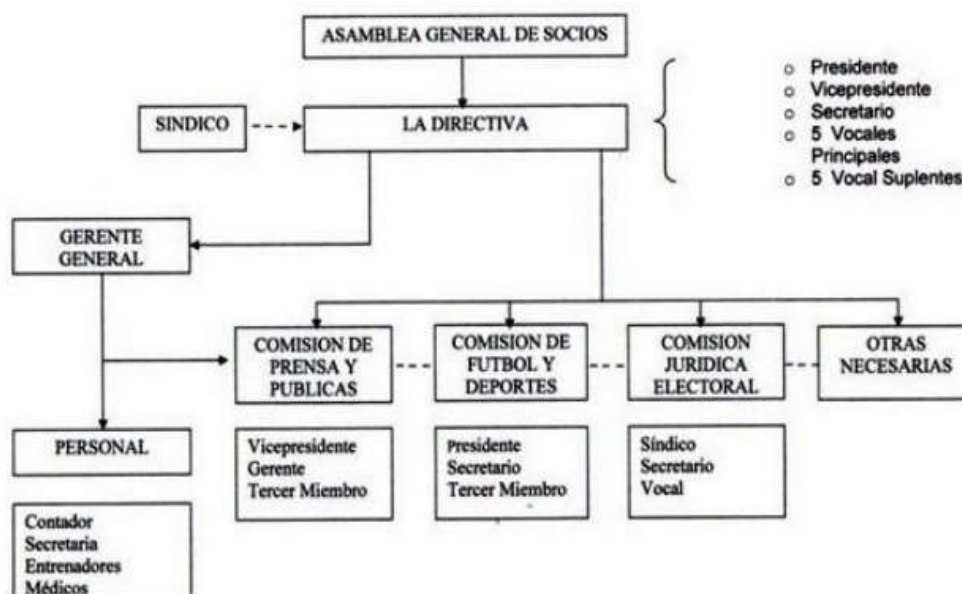 ASAMBLEA GENERAL DE SOCIOS
SINDICO
LA DIRECTIVA
o Presidente
o Vicepresidente
o Secretario
o 5 Vocales
Principales
o 5 Vocal Suplentes
GERENTE
GENERAL
COMISION DE
PRENSA Y
PUBLICAS
COMISION DE
FUTBOL Y
DEPORTES
COMISION
JURIDICA
ELECTORAL
OTRAS
NECESARIAS
PERSONAL
Vicepresidente
Gerente
Tercer Miembro
Presidente
Secretario
Tercer Miembro
Síndico
Secretario
Vocal
Contador
Secretaria
Entrenadores
Médicos